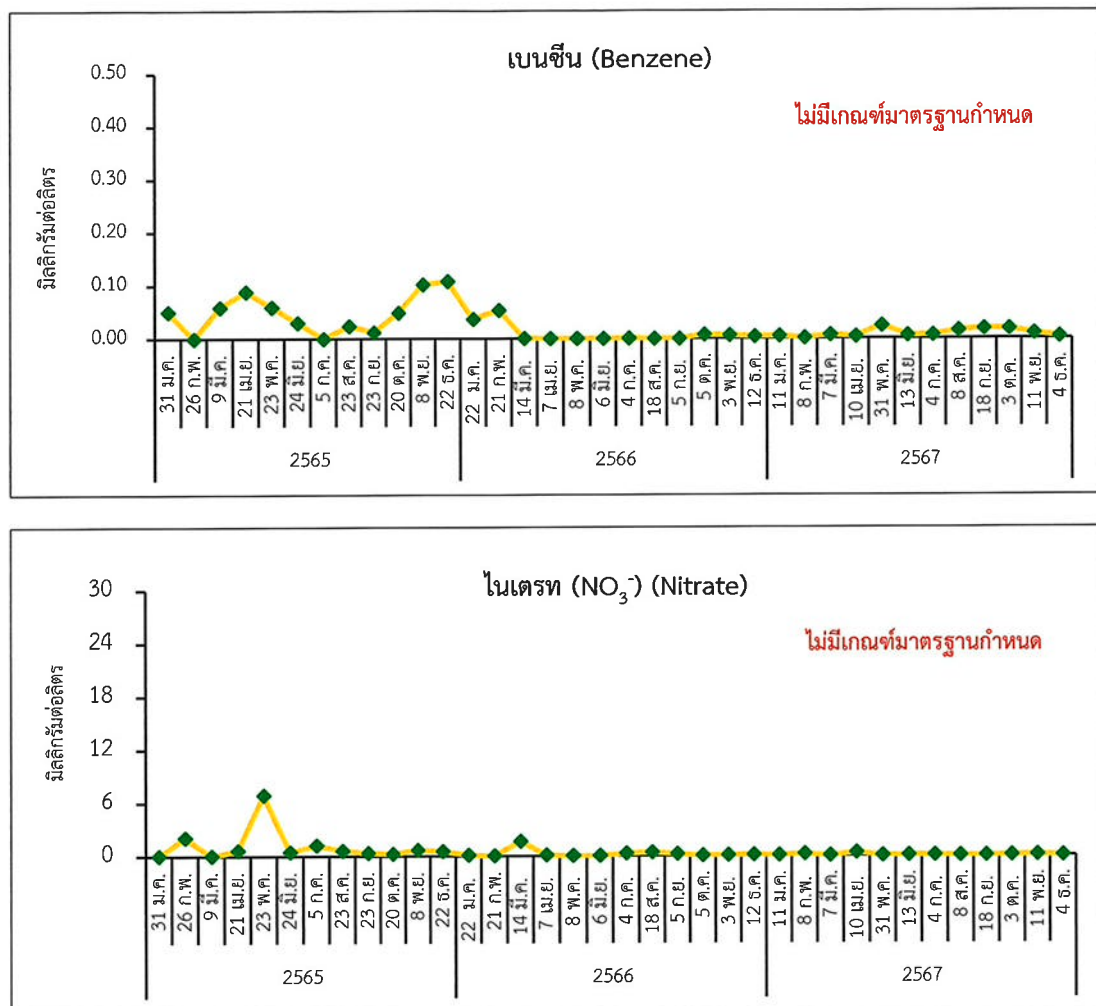 เบนซีน (Benzene)
ไม่มีเกณฑ์มาตรฐานกำหนด
มิลลิกรัมต่อลิตร
0.50
0.40
0.30
0.20
0.10
0.00
31 ม.ค. 26 ก.พ. 9 มี.ค. 21 เม.ย. 23 พ.ค. 24 มิ.ย. 5 ก.ค. 23 ส.ค. 23 ก.ย. 20 ต.ค. 8 พ.ย. 22 ธ.ค. 22 ม.ค. 21 ก.พ. 14 มี.ค. 7 เม.ย. 8 พ.ค. 6 มิ.ย. 4 ก.ค. 18 ส.ค. 5 ก.ย. 5 ต.ค. 3 พ.ย. 12 ธ.ค. 11 ม.ค. 8 ก.พ. 7 มี.ค. 10 เม.ย. 31 พ.ค. 13 มิ.ย. 4 ก.ค. 8 ส.ค. 18 ก.ย. 3 ต.ค. 11 พ.ย. 4 ธ.ค.
2565 2566 2567
ไนเตรท (NO₃⁻) (Nitrate)
ไม่มีเกณฑ์มาตรฐานกำหนด
มิลลิกรัมต่อลิตร
30
24
18
12
6
0
31 ม.ค. 26 ก.พ. 9 มี.ค. 21 เม.ย. 23 พ.ค. 24 มิ.ย. 5 ก.ค. 23 ส.ค. 23 ก.ย. 20 ต.ค. 8 พ.ย. 22 ธ.ค. 22 ม.ค. 21 ก.พ. 14 มี.ค. 7 เม.ย. 8 พ.ค. 6 มิ.ย. 4 ก.ค. 18 ส.ค. 5 ก.ย. 5 ต.ค. 3 พ.ย. 12 ธ.ค. 11 ม.ค. 8 ก.พ. 7 มี.ค. 10 เม.ย. 31 พ.ค. 13 มิ.ย. 4 ก.ค. 8 ส.ค. 18 ก.ย. 3 ต.ค. 11 พ.ย. 4 ธ.ค.
2565 2566 2567